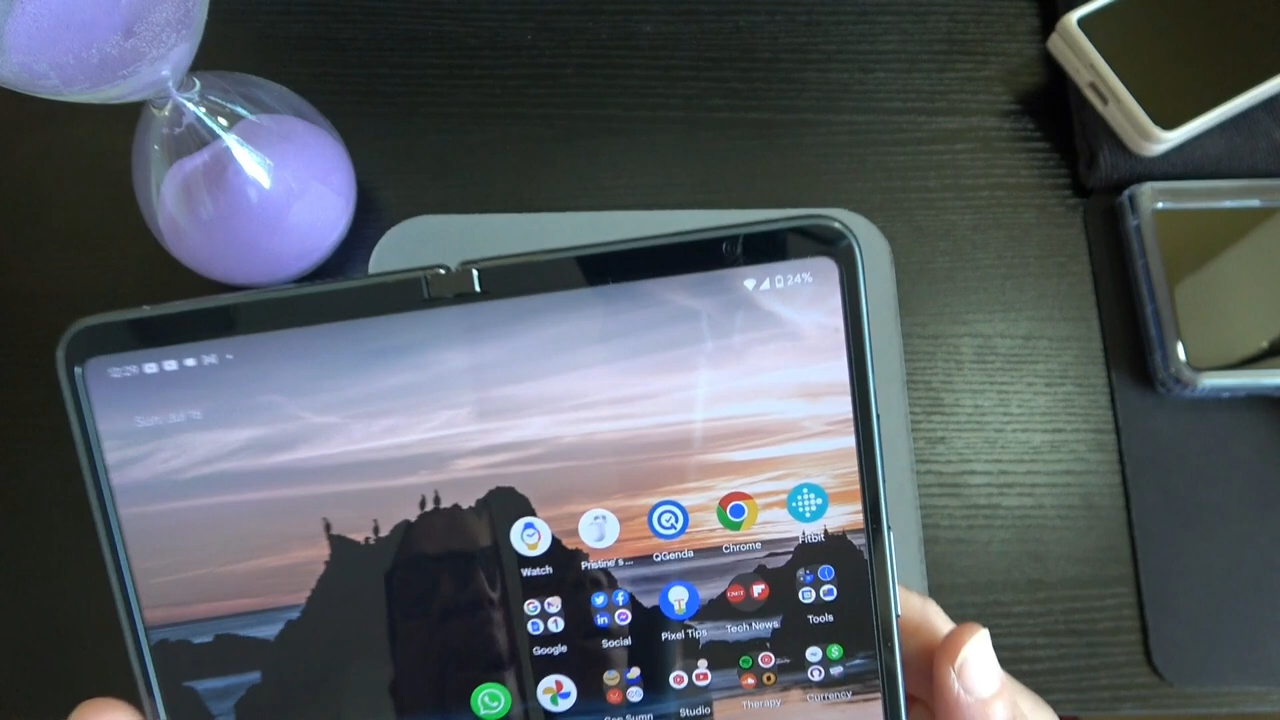 24%
Watch
Pristine's...
QGenda
Chrome
Fitbit
Google
Social
Pixel Tips
Tech News
Tools
Studio
Therapy
Currency